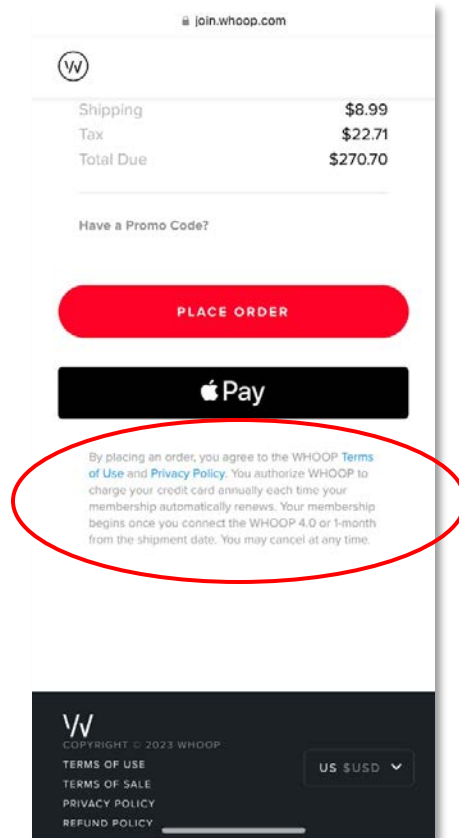 join.whoop.com
Shipping $8.99
Tax $22.71
Total Due $270.70
Have a Promo Code?
PLACE ORDER
Pay
By placing an order, you agree to the WHOOP Terms
of Use and Privacy Policy. You authorize WHOOP to
charge your credit card annually each time your
membership automatically renews. Your membership
begins once you connect the WHOOP 4.0 or 1-month
from the shipment date. You may cancel at any time.
COPYRIGHT © 2023 WHOOP
TERMS OF USE
US $USD
TERMS OF SALE
PRIVACY POLICY
REFUND POLICY